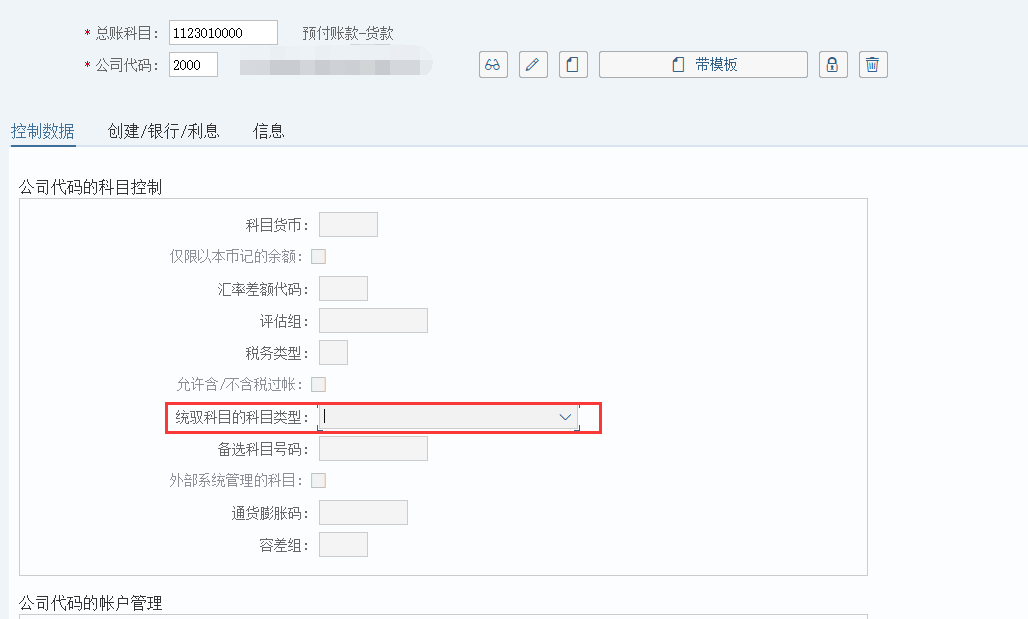 * 总账科目: 1123010000 预付账款-货款
* 公司代码: 2000
带模板
控制数据 创建/银行/利息 信息
公司代码的科目控制
科目货币:
仅限以本币记的余额:
汇率差额代码:
评估组:
税务类型:
允许含/不含税过帐:
统驭科目的科目类型:
备选科目号码:
外部系统管理的科目:
通货膨胀码:
容差组:
公司代码的帐户管理